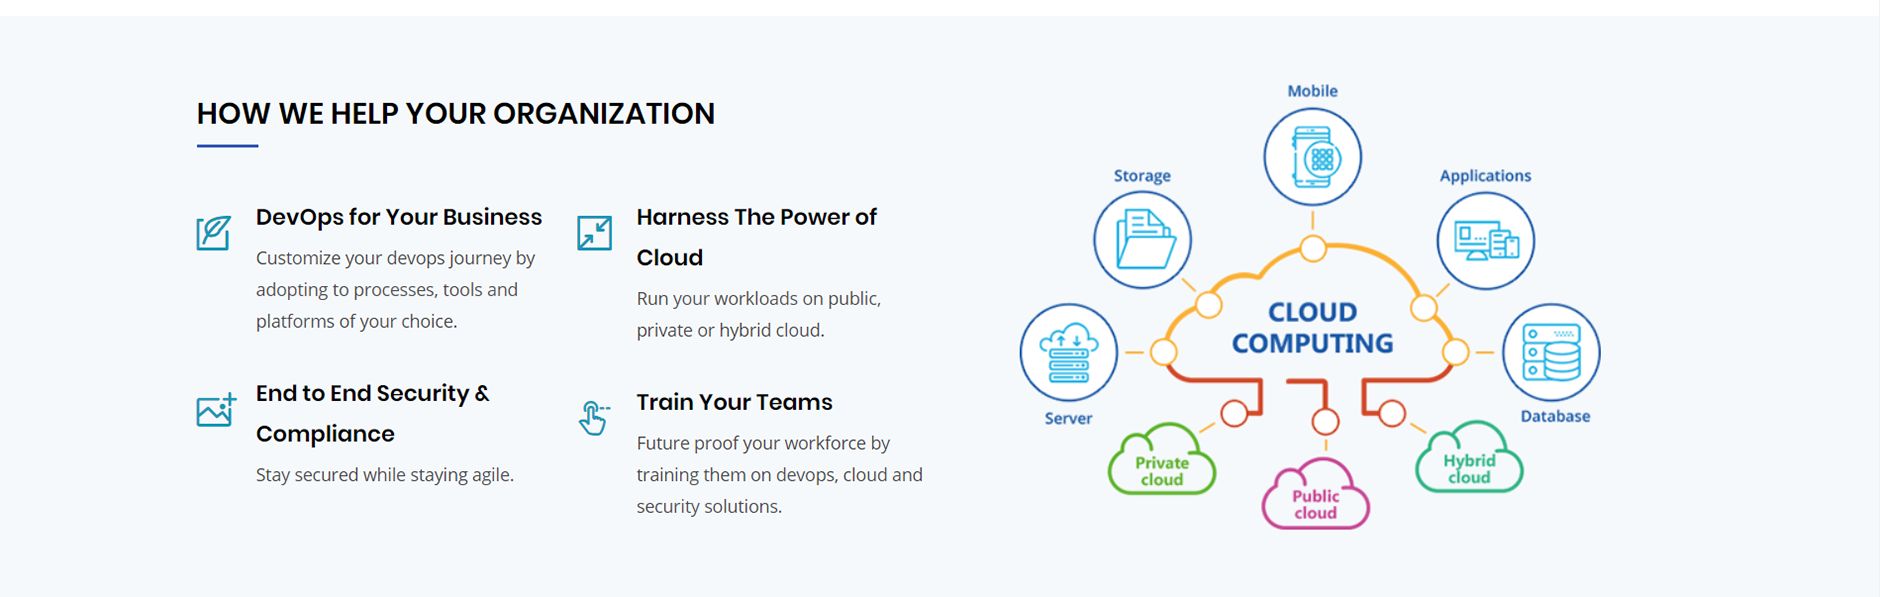 HOW WE HELP YOUR ORGANIZATION
DevOps for Your Business
Customize your devops journey by
adopting to processes, tools and
platforms of your choice.
Harness The Power of
Cloud
Run your workloads on public,
private or hybrid cloud.
End to End Security &
Compliance
Stay secured while staying agile.
Train Your Teams
Future proof your workforce by
training them on devops, cloud and
security solutions.
Mobile
Storage
Applications
CLOUD
COMPUTING
Server
Database
Private
cloud
Public
cloud
Hybrid
cloud